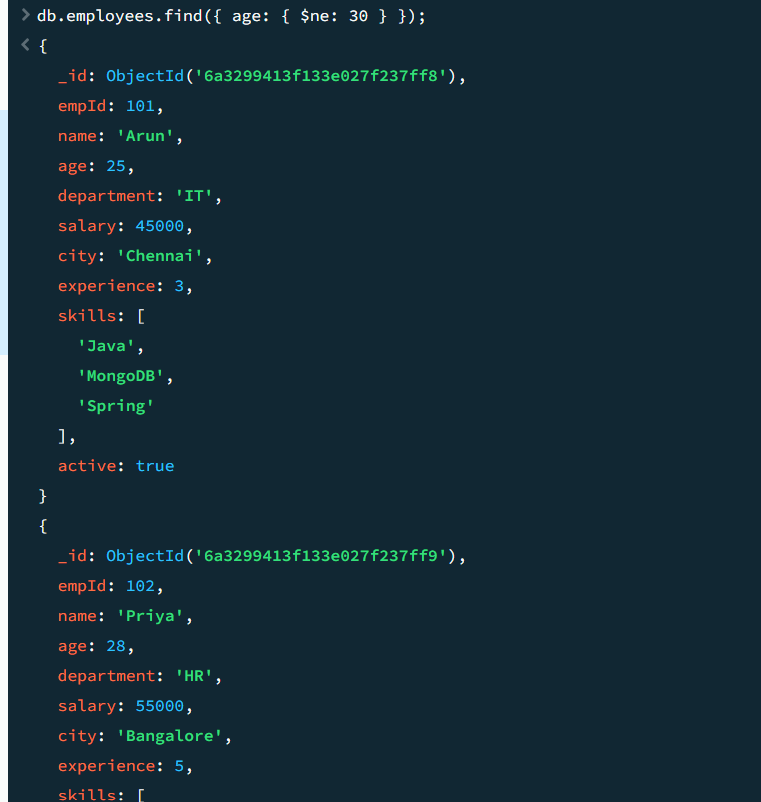 > db.employees.find({ age: { $ne: 30 } });
< {
_id: ObjectId('6a3299413f133e027f237ff8'),
empId: 101,
name: 'Arun',
age: 25,
department: 'IT',
salary: 45000,
city: 'Chennai',
experience: 3,
skills: [
'Java',
'MongoDB',
'Spring'
],
active: true
}
{
_id: ObjectId('6a3299413f133e027f237ff9'),
empId: 102,
name: 'Priya',
age: 28,
department: 'HR',
salary: 55000,
city: 'Bangalore',
experience: 5,
skills: [